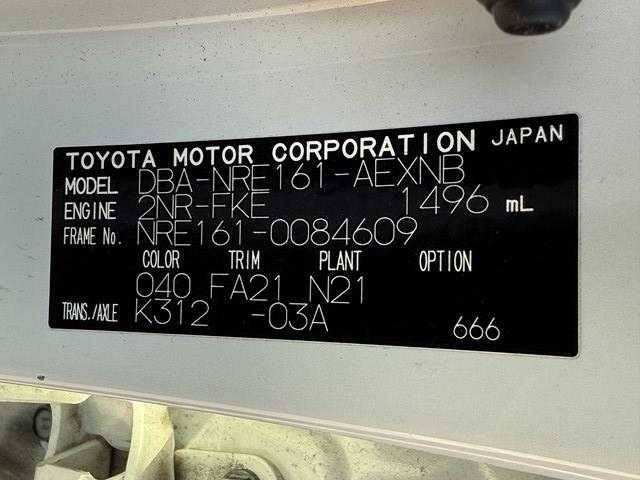 TOYOTA MOTOR CORPORATION JAPAN
MODEL DBA-NRE161-AEXNB
ENGINE 2NR-FKE 1496 mL
FRAME No. NRE161-0084609
COLOR TRIM PLANT OPTION
040 FA21 N21
TRANS./AXLE K312 -03A
666